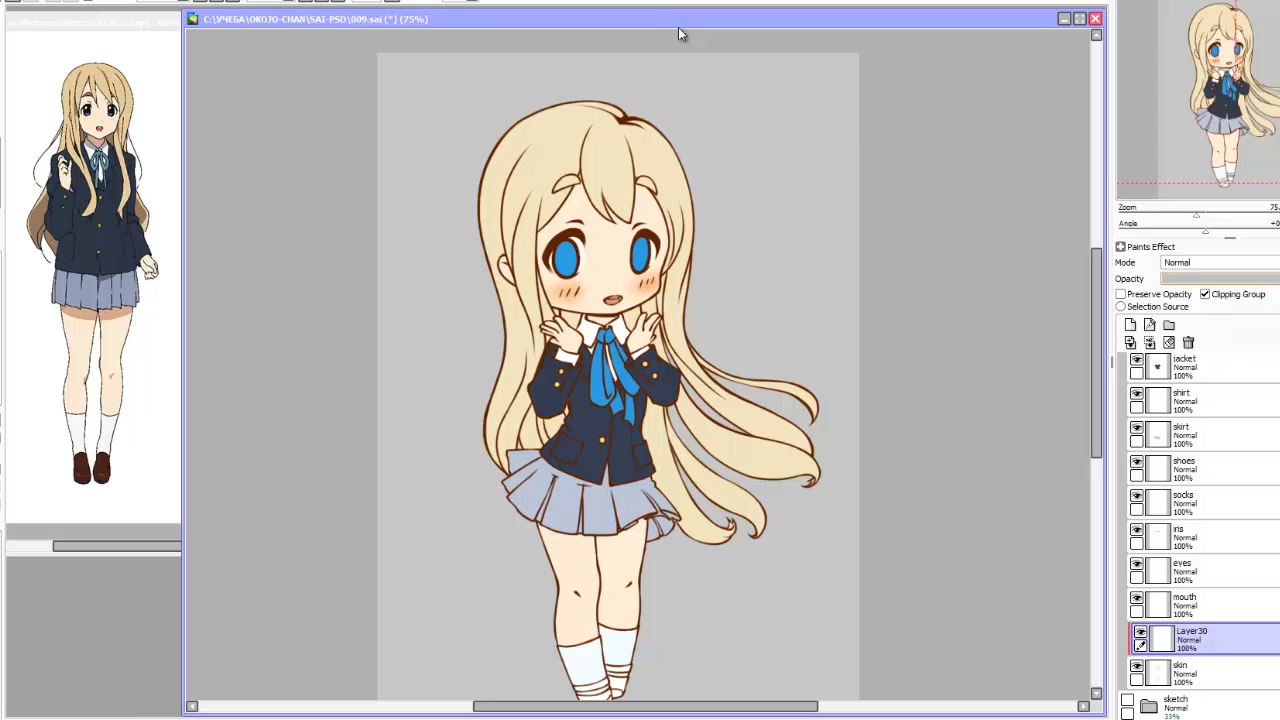 C:\УЧЕБА\OKOJO-CHAN\SAI-PSD\009.sai (*) (75%)
Zoom 75.
Angle +0
Paints Effect
Mode Normal
Opacity
Preserve Opacity Clipping Group
Selection Source
jacket
Normal
100%
shirt
Normal
100%
skirt
Normal
100%
shoes
Normal
100%
socks
Normal
100%
iris
Normal
100%
eyes
Normal
100%
mouth
Normal
100%
Layer30
Normal
100%
skin
Normal
100%
sketch
Normal
33%